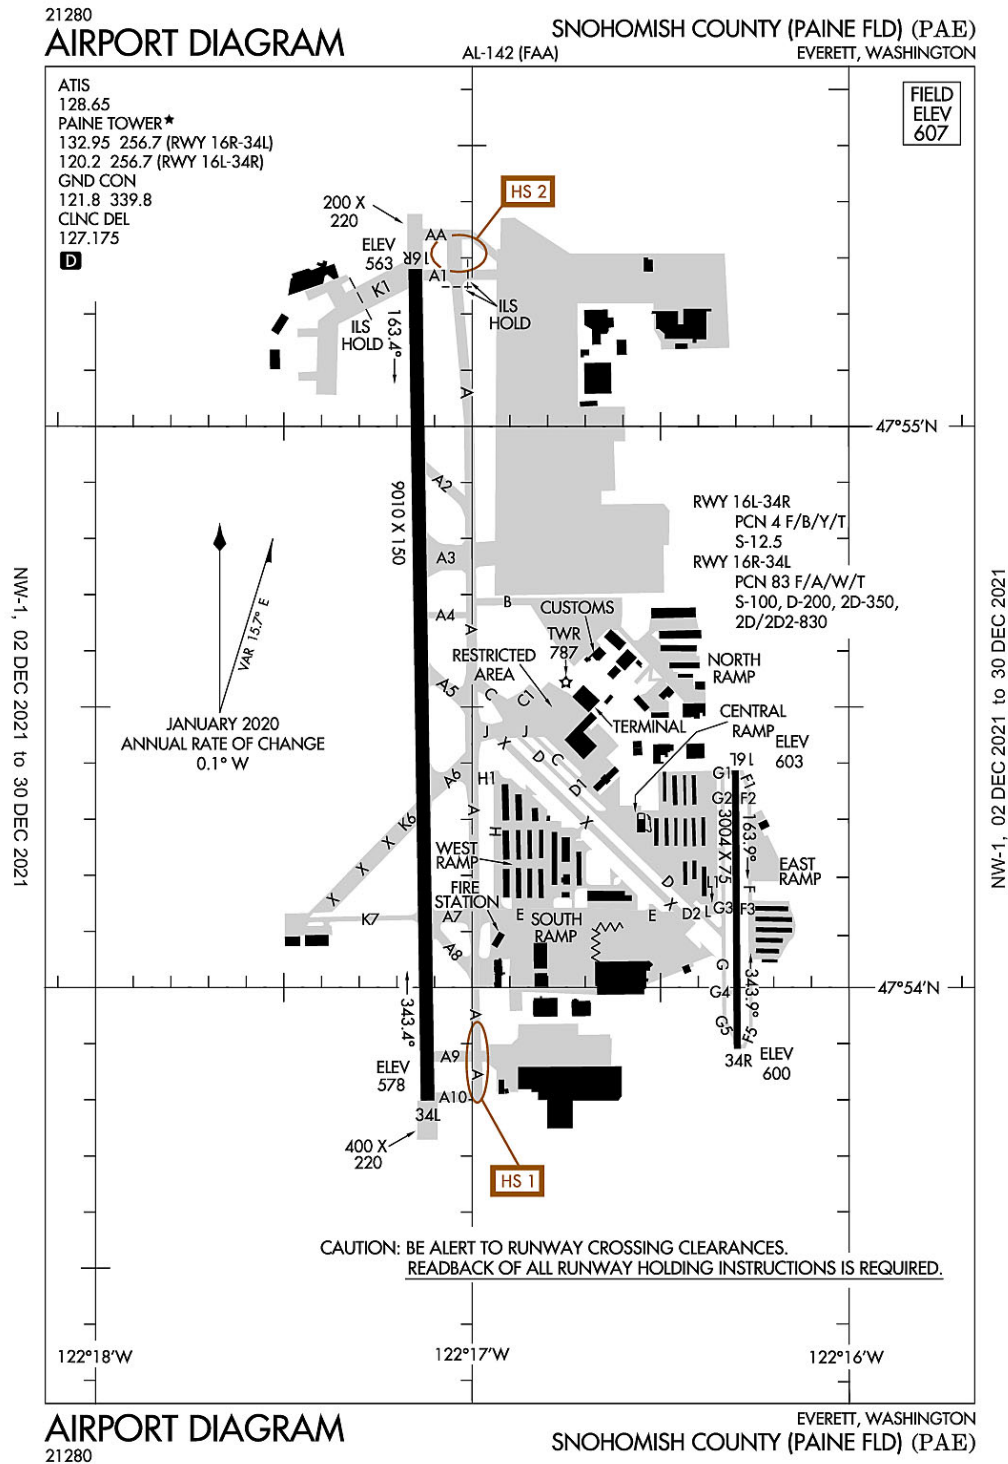 21280
AIRPORT DIAGRAM
SNOHOMISH COUNTY (PAINE FLD) (PAE)
AL-142 (FAA)
EVERETT, WASHINGTON
ATIS
128.65
PAINE TOWER★
132.95 256.7 (RWY 16R-34L)
120.2 256.7 (RWY 16L-34R)
GND CON
121.8 339.8
CLNC DEL
127.175
D
FIELD
ELEV
607
HS 2
200 X
220
AA
ELEV
563
16R
A1
K1
ILS
HOLD
ILS
HOLD
163.4°
A
47°55'N
A2
9010 X 150
RWY 16L-34R
PCN 4 F/B/Y/T
S-12.5
RWY 16R-34L
PCN 83 F/A/W/T
S-100, D-200, 2D-350,
2D/2D2-830
A3
VAR 15.7° E
JANUARY 2020
ANNUAL RATE OF CHANGE
0.1° W
A4
B
A
CUSTOMS
TWR
787
RESTRICTED
AREA
NORTH
RAMP
A5
C
C1
TERMINAL
CENTRAL
RAMP
J
J
X
D
C
D1
ELEV
603
16L
A6
H1
G1
F1
G2
F2
A
K6
H
X
X
X
X
3004 X 75
163.9°
WEST
RAMP
EAST
RAMP
FIRE
STATION
D
X
L1
F
K7
A7
E
SOUTH
RAMP
E
D2
L
G3
F3
A8
G
G4
343.9°
47°54'N
343.4°
A
G5
F5
A9
ELEV
578
A
34R
ELEV
600
A10
34L
400 X
220
HS 1
CAUTION: BE ALERT TO RUNWAY CROSSING CLEARANCES.
READBACK OF ALL RUNWAY HOLDING INSTRUCTIONS IS REQUIRED.
122°18'W
122°17'W
122°16'W
NW-1, 02 DEC 2021 to 30 DEC 2021
NW-1, 02 DEC 2021 to 30 DEC 2021
AIRPORT DIAGRAM
21280
EVERETT, WASHINGTON
SNOHOMISH COUNTY (PAINE FLD) (PAE)